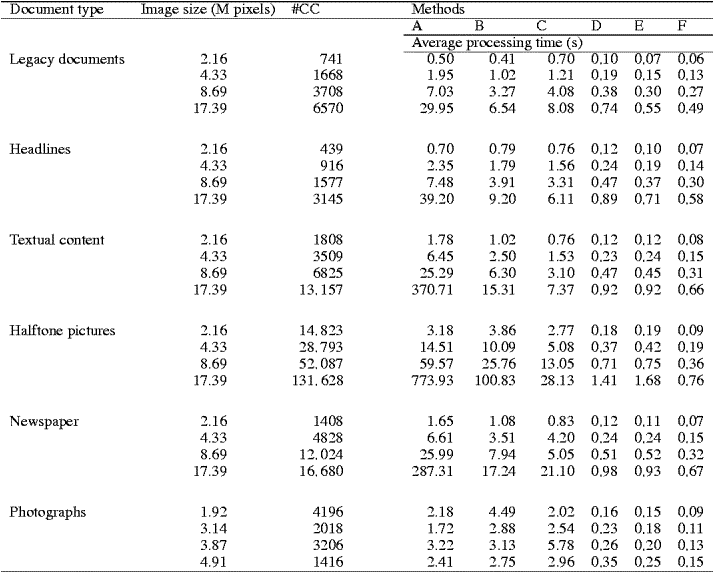 Document type Image size (M pixels) #CC Methods
A B C D E F
Average processing time (s)
Legacy documents 2.16 741 0.50 0.41 0.70 0.10 0.07 0.06
4.33 1668 1.95 1.02 1.21 0.19 0.15 0.13
8.69 3708 7.03 3.27 4.08 0.38 0.30 0.27
17.39 6570 29.95 6.54 8.08 0.74 0.55 0.49
Headlines 2.16 439 0.70 0.79 0.76 0.12 0.10 0.07
4.33 916 2.35 1.79 1.56 0.24 0.19 0.14
8.69 1577 7.48 3.91 3.31 0.47 0.37 0.30
17.39 3145 39.20 9.20 6.11 0.89 0.71 0.58
Textual content 2.16 1808 1.78 1.02 0.76 0.12 0.12 0.08
4.33 3509 6.45 2.50 1.53 0.23 0.24 0.15
8.69 6825 25.29 6.30 3.10 0.47 0.45 0.31
17.39 13,157 370.71 15.31 7.37 0.92 0.92 0.66
Halftone pictures 2.16 14,823 3.18 3.86 2.77 0.18 0.19 0.09
4.33 28,793 14.51 10.09 5.08 0.37 0.42 0.19
8.69 52,087 59.57 25.76 13.05 0.71 0.75 0.36
17.39 131,628 773.93 100.83 28.13 1.41 1.68 0.76
Newspaper 2.16 1408 1.65 1.08 0.83 0.12 0.11 0.07
4.33 4828 6.61 3.51 4.20 0.24 0.24 0.15
8.69 12,024 25.99 7.94 5.05 0.51 0.52 0.32
17.39 16,680 287.31 17.24 21.10 0.98 0.93 0.67
Photographs 1.92 4196 2.18 4.49 2.02 0.16 0.15 0.09
3.14 2018 1.72 2.88 2.54 0.23 0.18 0.11
3.87 3206 3.22 3.13 5.78 0.26 0.20 0.13
4.91 1416 2.41 2.75 2.96 0.35 0.25 0.15